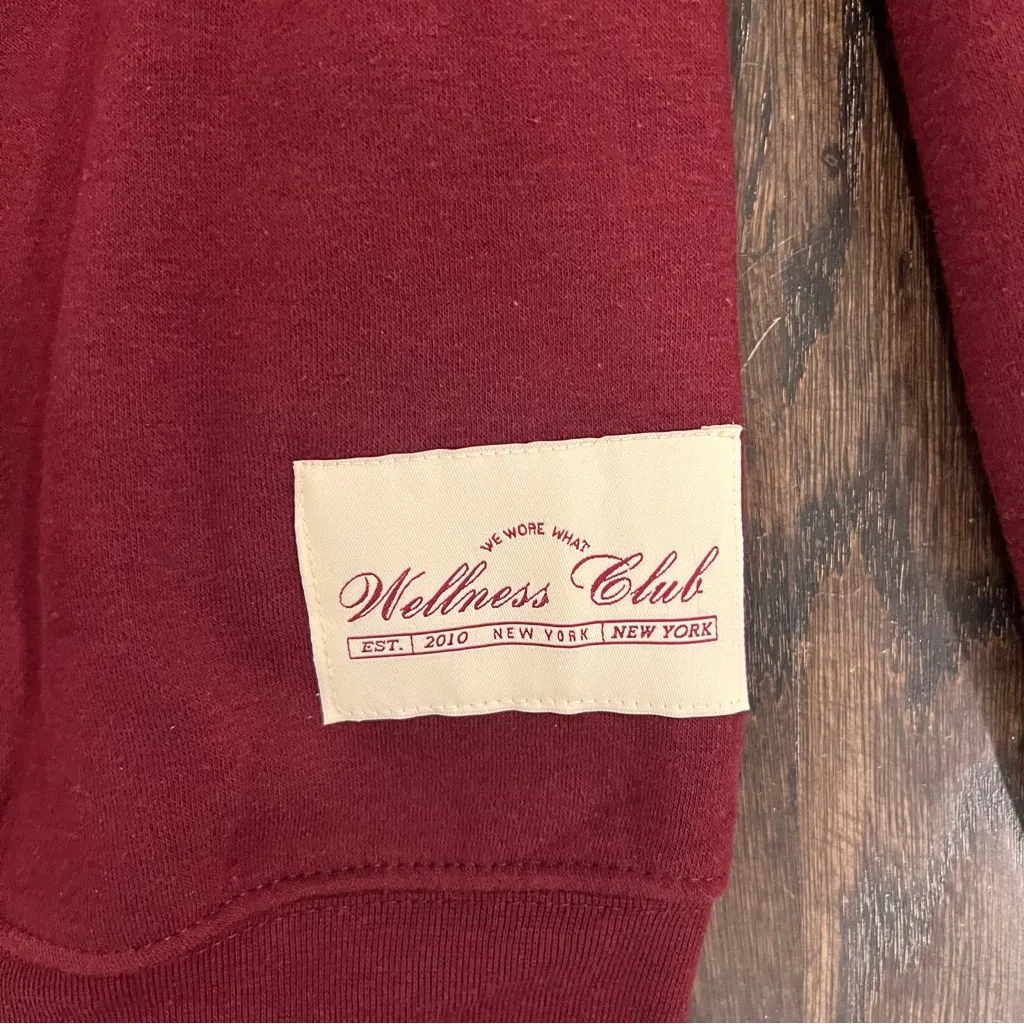 WE WORE WHAT
Wellness Club
EST. 2010 NEW YORK NEW YORK